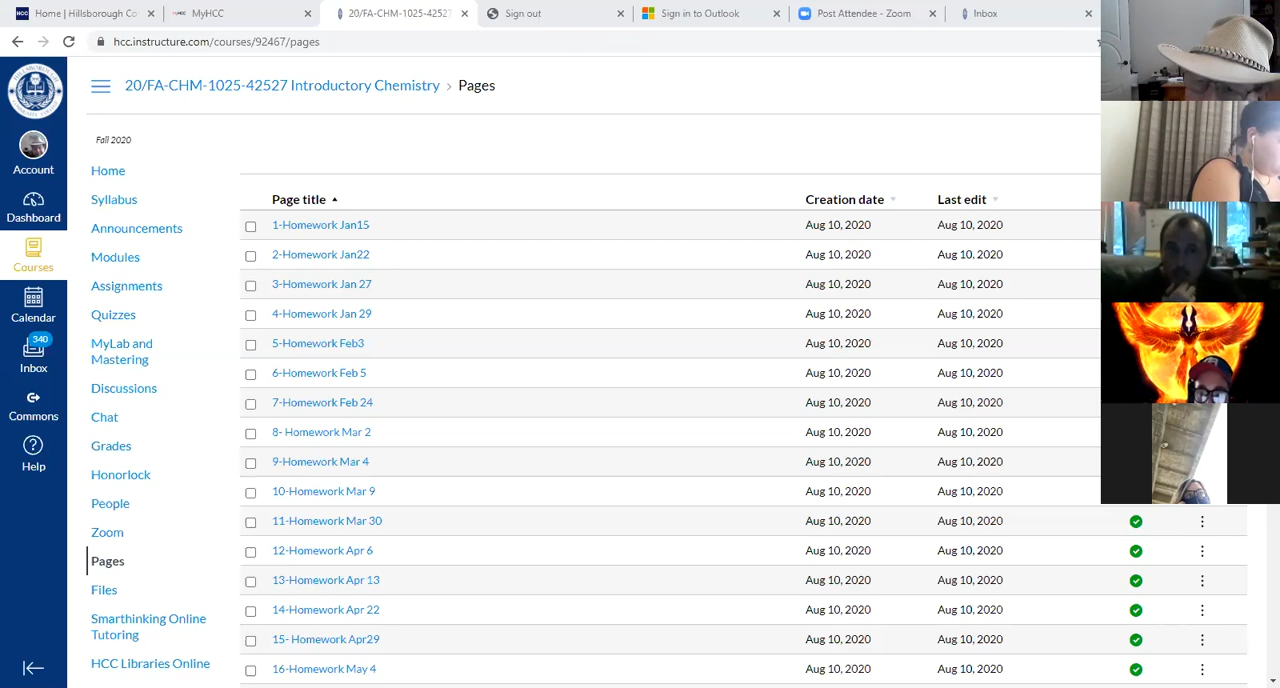 Home | Hillsborough Co
MyHCC
20/FA-CHM-1025-42527
Sign out
Sign in to Outlook
Post Attendee - Zoom
Inbox
hcc.instructure.com/courses/92467/pages
20/FA-CHM-1025-42527 Introductory Chemistry › Pages
Account
Dashboard
Courses
Calendar
340
Inbox
Commons
Help
Fall 2020
Home
Syllabus
Announcements
Modules
Assignments
Quizzes
MyLab and
Mastering
Discussions
Chat
Grades
Honorlock
People
Zoom
Pages
Files
Smarthinking Online
Tutoring
HCC Libraries Online
Page title Creation date Last edit
1-Homework Jan15 Aug 10, 2020 Aug 10, 2020
2-Homework Jan22 Aug 10, 2020 Aug 10, 2020
3-Homework Jan 27 Aug 10, 2020 Aug 10, 2020
4-Homework Jan 29 Aug 10, 2020 Aug 10, 2020
5-Homework Feb3 Aug 10, 2020 Aug 10, 2020
6-Homework Feb 5 Aug 10, 2020 Aug 10, 2020
7-Homework Feb 24 Aug 10, 2020 Aug 10, 2020
8- Homework Mar 2 Aug 10, 2020 Aug 10, 2020
9-Homework Mar 4 Aug 10, 2020 Aug 10, 2020
10-Homework Mar 9 Aug 10, 2020 Aug 10, 2020
11-Homework Mar 30 Aug 10, 2020 Aug 10, 2020
12-Homework Apr 6 Aug 10, 2020 Aug 10, 2020
13-Homework Apr 13 Aug 10, 2020 Aug 10, 2020
14-Homework Apr 22 Aug 10, 2020 Aug 10, 2020
15- Homework Apr29 Aug 10, 2020 Aug 10, 2020
16-Homework May 4 Aug 10, 2020 Aug 10, 2020